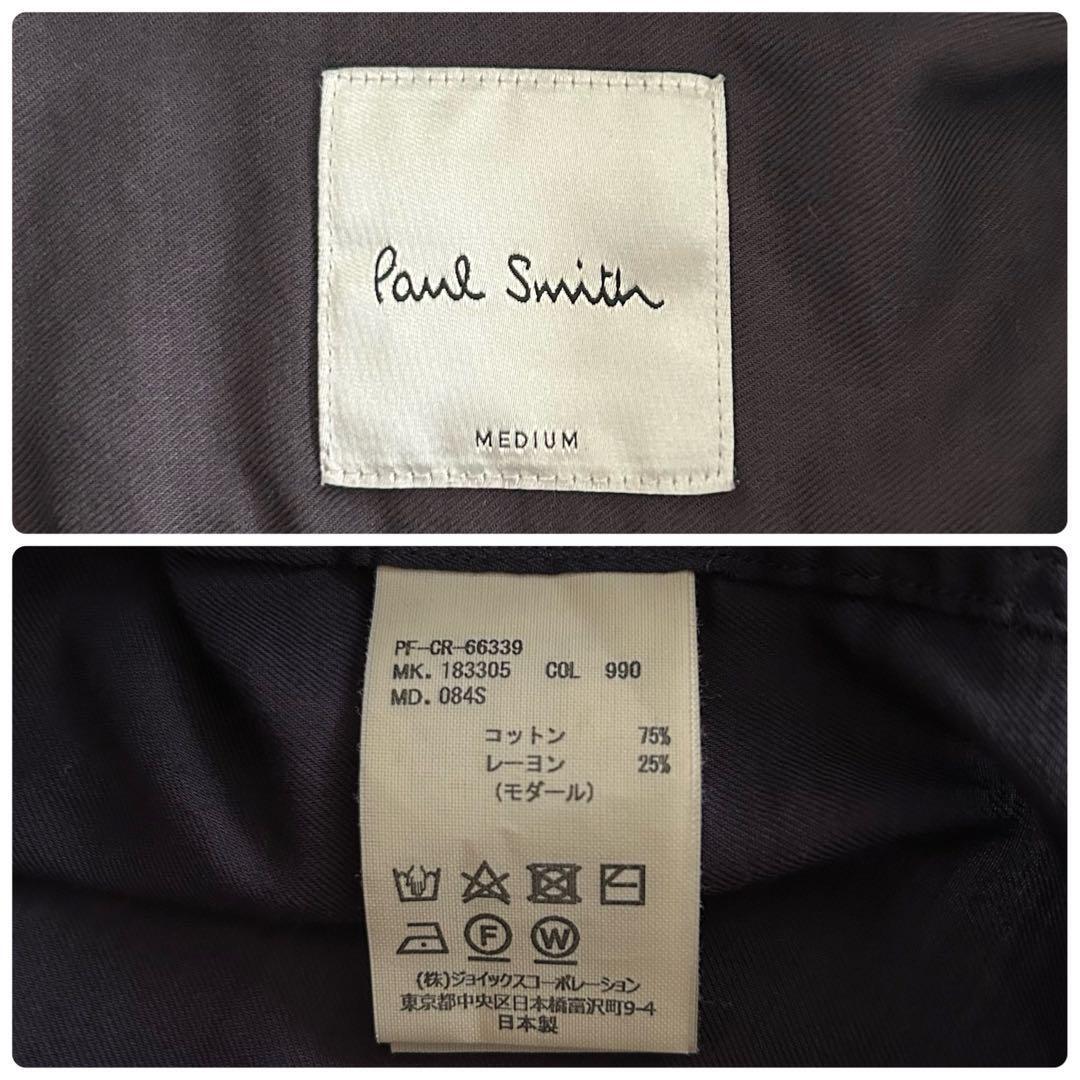 Paul Smith
MEDIUM
PF-CR-66339
MK. 183305 COL 990
MD. 084S
コットン 75%
レーヨン 25%
(モダール)
F W
(株)ジョイックスコーポレーション
東京都中央区日本橋富沢町9-4
日本製